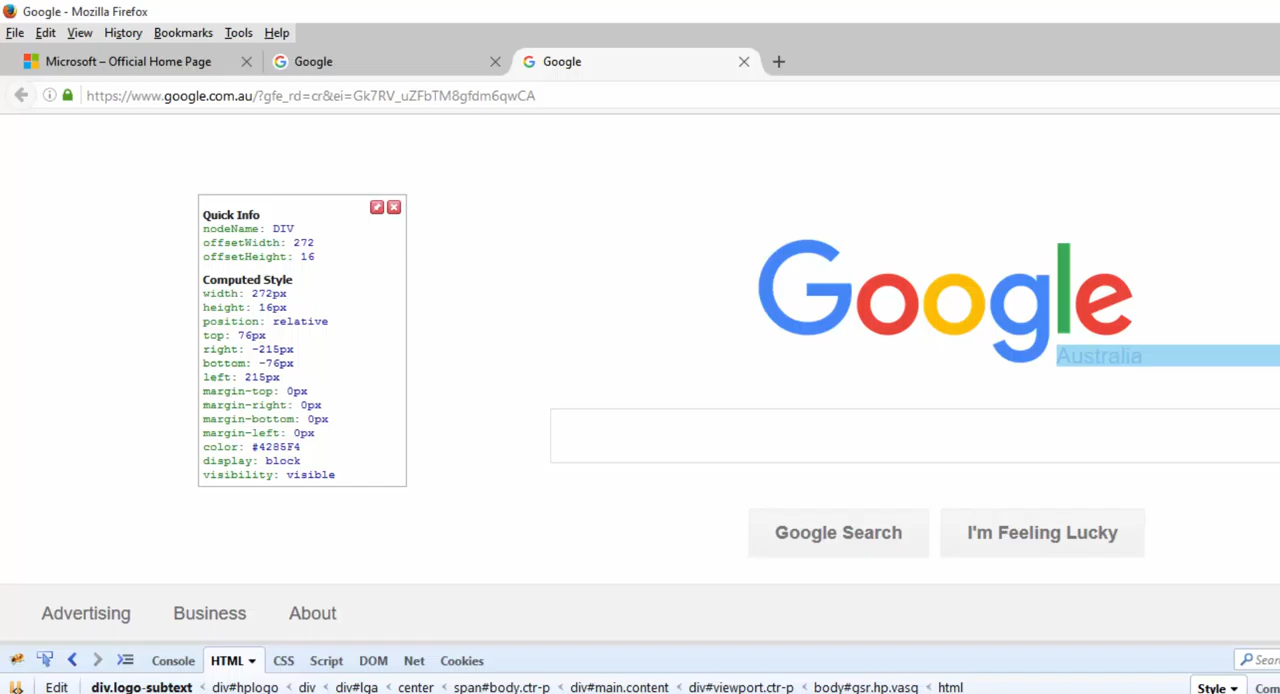 Google - Mozilla Firefox
File Edit View History Bookmarks Tools Help
Microsoft – Official Home Page Google Google
https://www.google.com.au/?gfe_rd=cr&ei=Gk7RV_uZFbTM8gfdm6qwCA
Quick Info
nodeName: DIV
offsetWidth: 272
offsetHeight: 16
Computed Style
width: 272px
height: 16px
position: relative
top: 76px
right: -215px
bottom: -76px
left: 215px
margin-top: 0px
margin-right: 0px
margin-bottom: 0px
margin-left: 0px
color: #4285F4
display: block
visibility: visible
Google
Australia
Google Search I'm Feeling Lucky
Advertising Business About
Console HTML CSS Script DOM Net Cookies Sear
Edit div.logo-subtext < div#hplogo < div < div#lga < center < span#body.ctr-p < div#main.content < div#viewport.ctr-p < body#gsr.hp.vasq < html Style Com